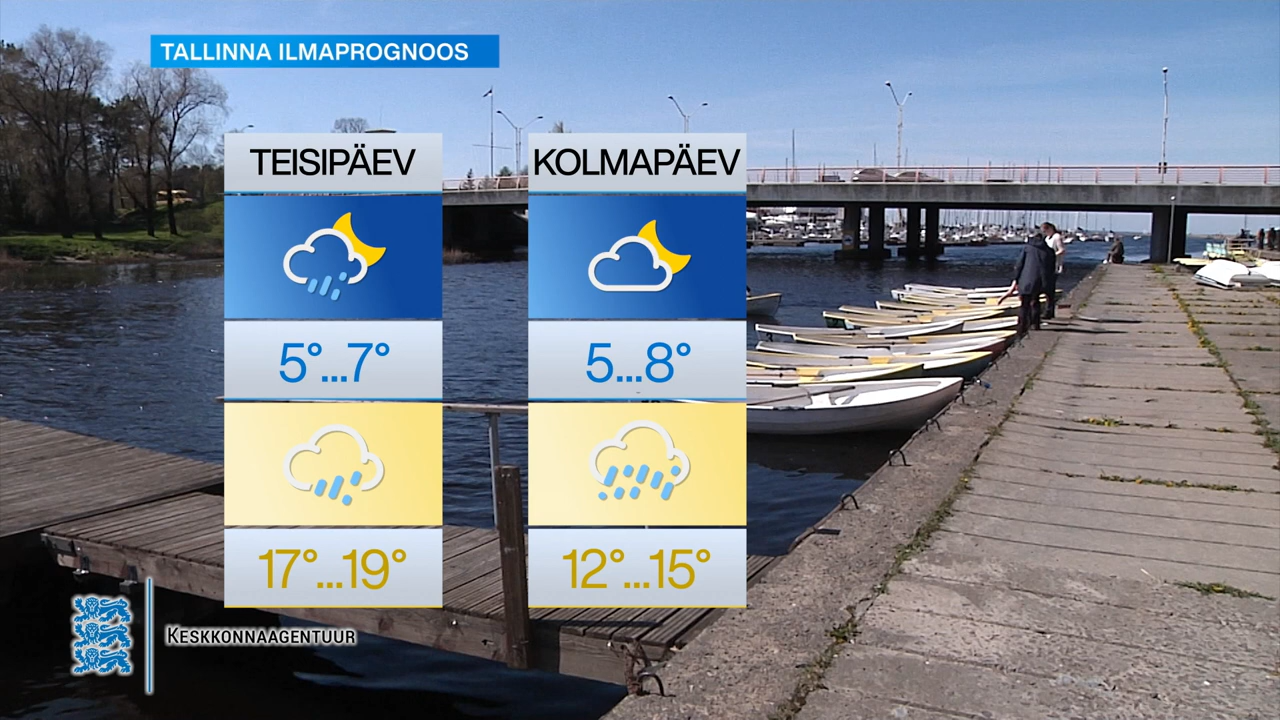 TALLINNA ILMAPROGNOOS
TEISIPÄEV
5°...7°
17°...19°
KOLMAPÄEV
5...8°
12°...15°
KESKKONNAAGENTUUR